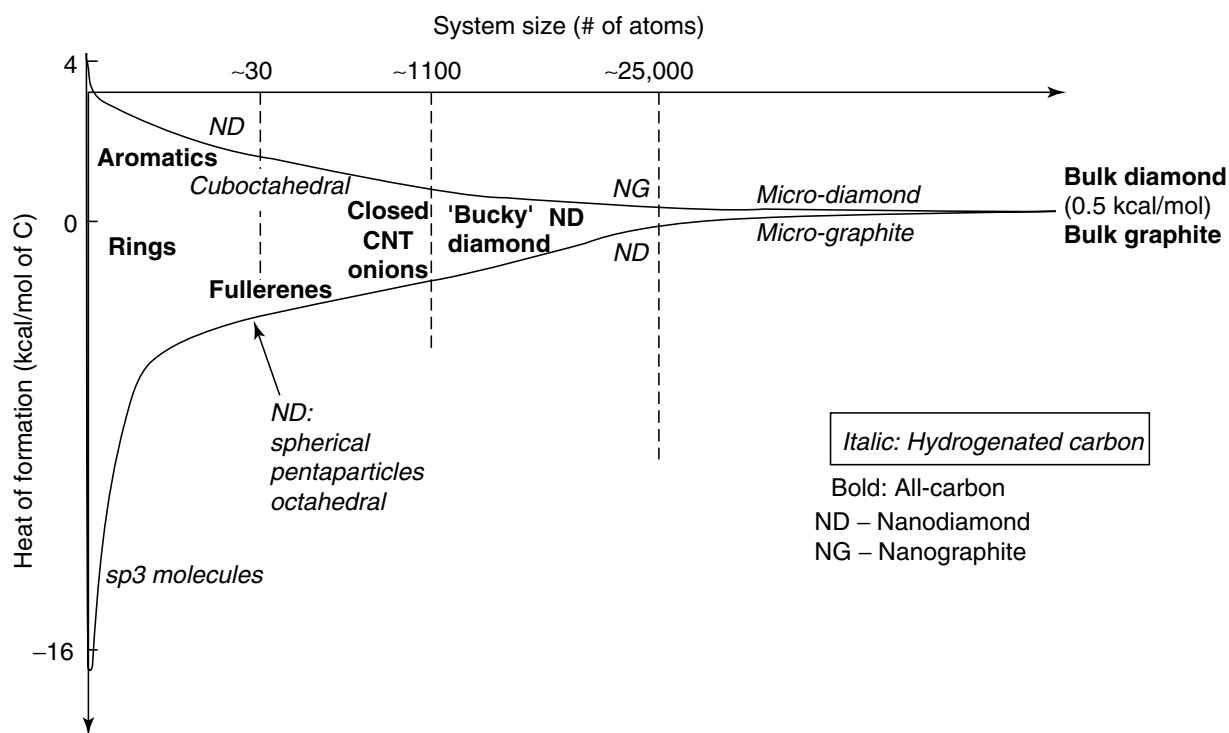 System size (# of atoms)
4
~30
~1100
~25,000
ND
Aromatics
Cuboctahedral
NG
Micro-diamond
Bulk diamond
(0.5 kcal/mol)
Bulk graphite
Closed
CNT
onions
'Bucky' ND
diamond
0
Rings
ND
Micro-graphite
Fullerenes
Heat of formation (kcal/mol of C)
ND:
spherical
pentaparticles
octahedral
Italic: Hydrogenated carbon
Bold: All-carbon
ND – Nanodiamond
NG – Nanographite
sp3 molecules
–16